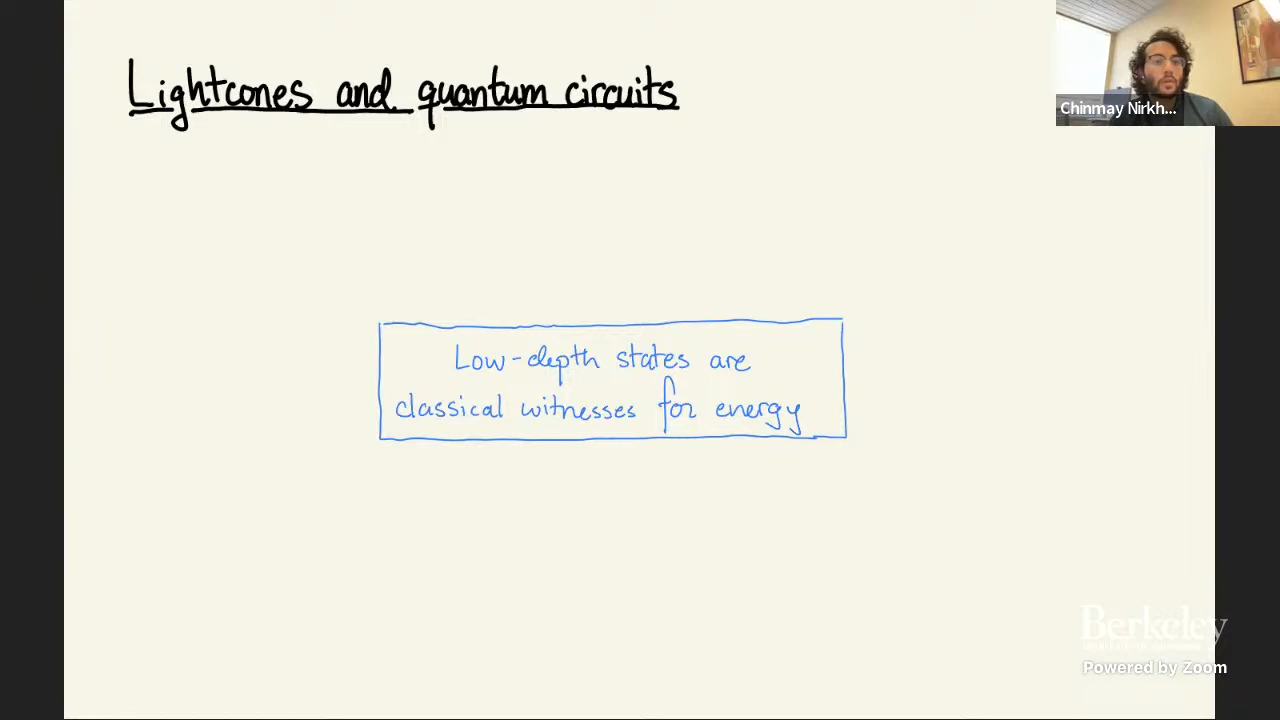 Lightcones and quantum circuits
Chinmay Nirkh...
Low-depth states are
classical witnesses for energy
Berkeley
Powered by Zoom